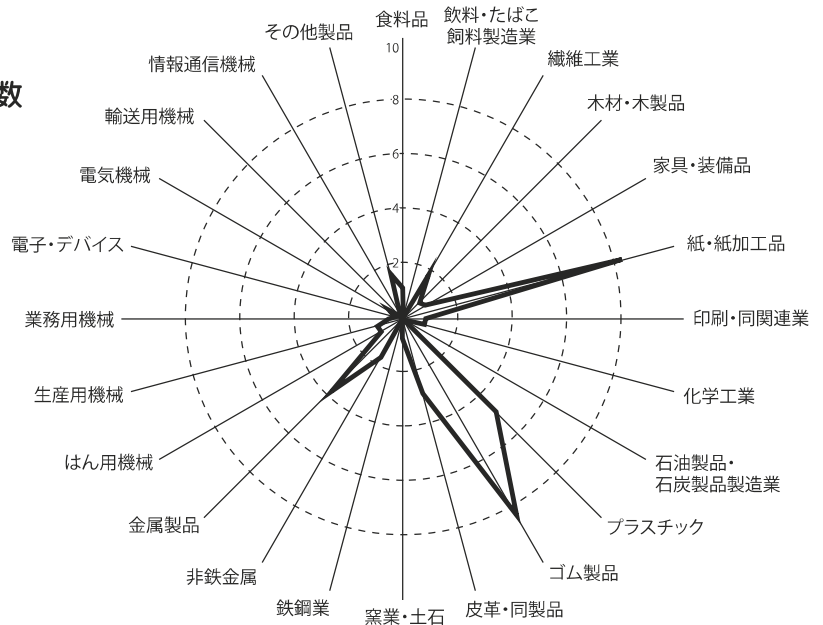 数
食料品
飲料・たばこ
飼料製造業
繊維工業
木材・木製品
家具・装備品
紙・紙加工品
印刷・同関連業
化学工業
石油製品・
石炭製品製造業
プラスチック
ゴム製品
皮革・同製品
窯業・土石
鉄鋼業
非鉄金属
金属製品
はん用機械
生産用機械
業務用機械
電子・デバイス
電気機械
輸送用機械
情報通信機械
その他製品
10
8
6
4
2